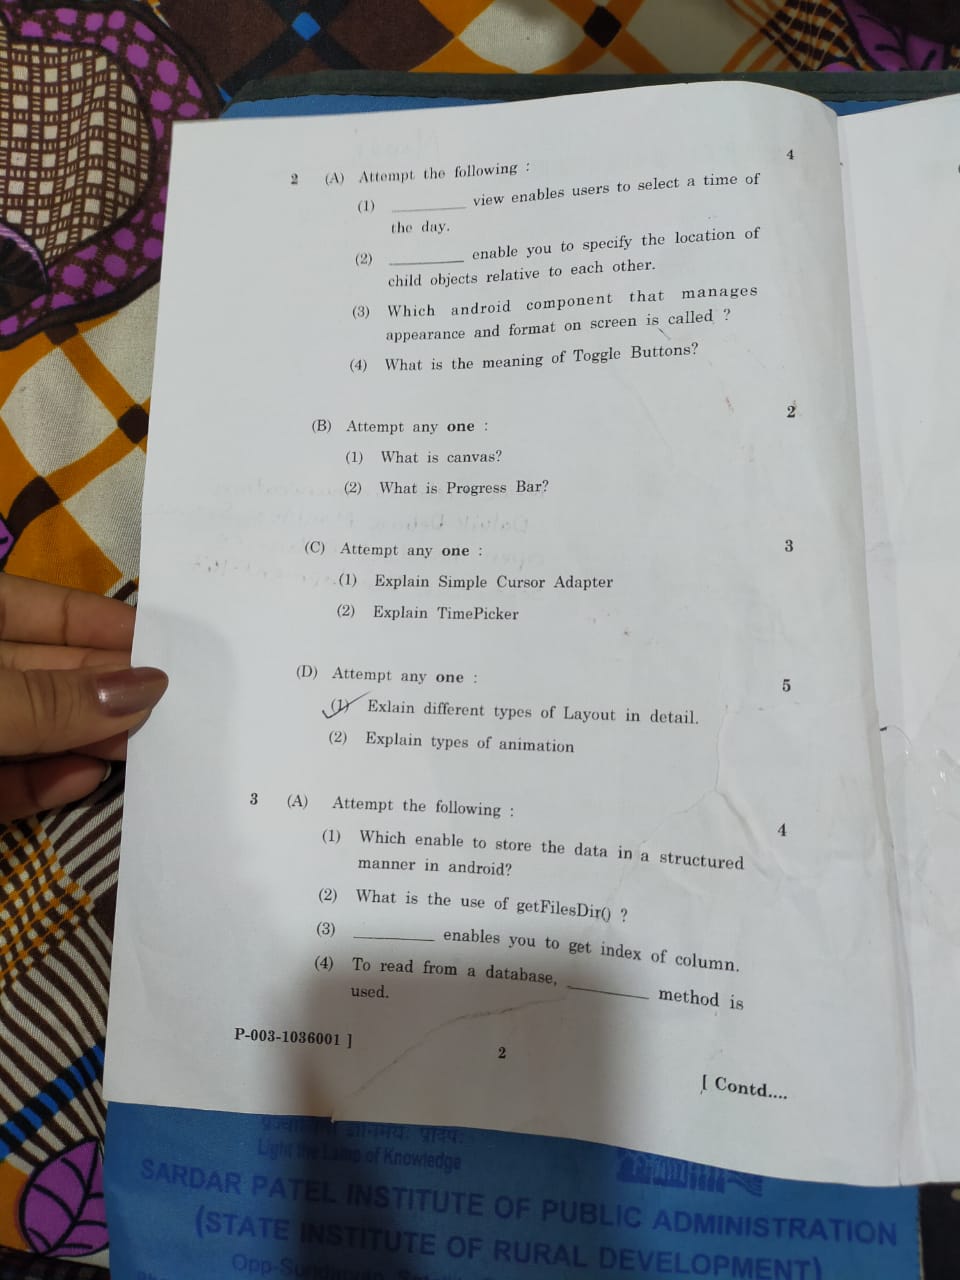 4
2 (A) Attempt the following :
(1) ________ view enables users to select a time of
the day.
(2) ________ enable you to specify the location of
child objects relative to each other.
(3) Which android component that manages
appearance and format on screen is called ?
(4) What is the meaning of Toggle Buttons?
2
(B) Attempt any one :
(1) What is canvas?
(2) What is Progress Bar?
3
(C) Attempt any one :
(1) Explain Simple Cursor Adapter
(2) Explain TimePicker
5
(D) Attempt any one :
(1) Exlain different types of Layout in detail.
(2) Explain types of animation
3 (A) Attempt the following :
4
(1) Which enable to store the data in a structured
manner in android?
(2) What is the use of getFilesDir() ?
(3) ________ enables you to get index of column.
(4) To read from a database, ________ method is
used.
P-003-1036001 ]
2
[ Contd....
Light the Lamp of Knowledge
SARDAR PATEL INSTITUTE OF PUBLIC ADMINISTRATION
(STATE INSTITUTE OF RURAL DEVELOPMENT)